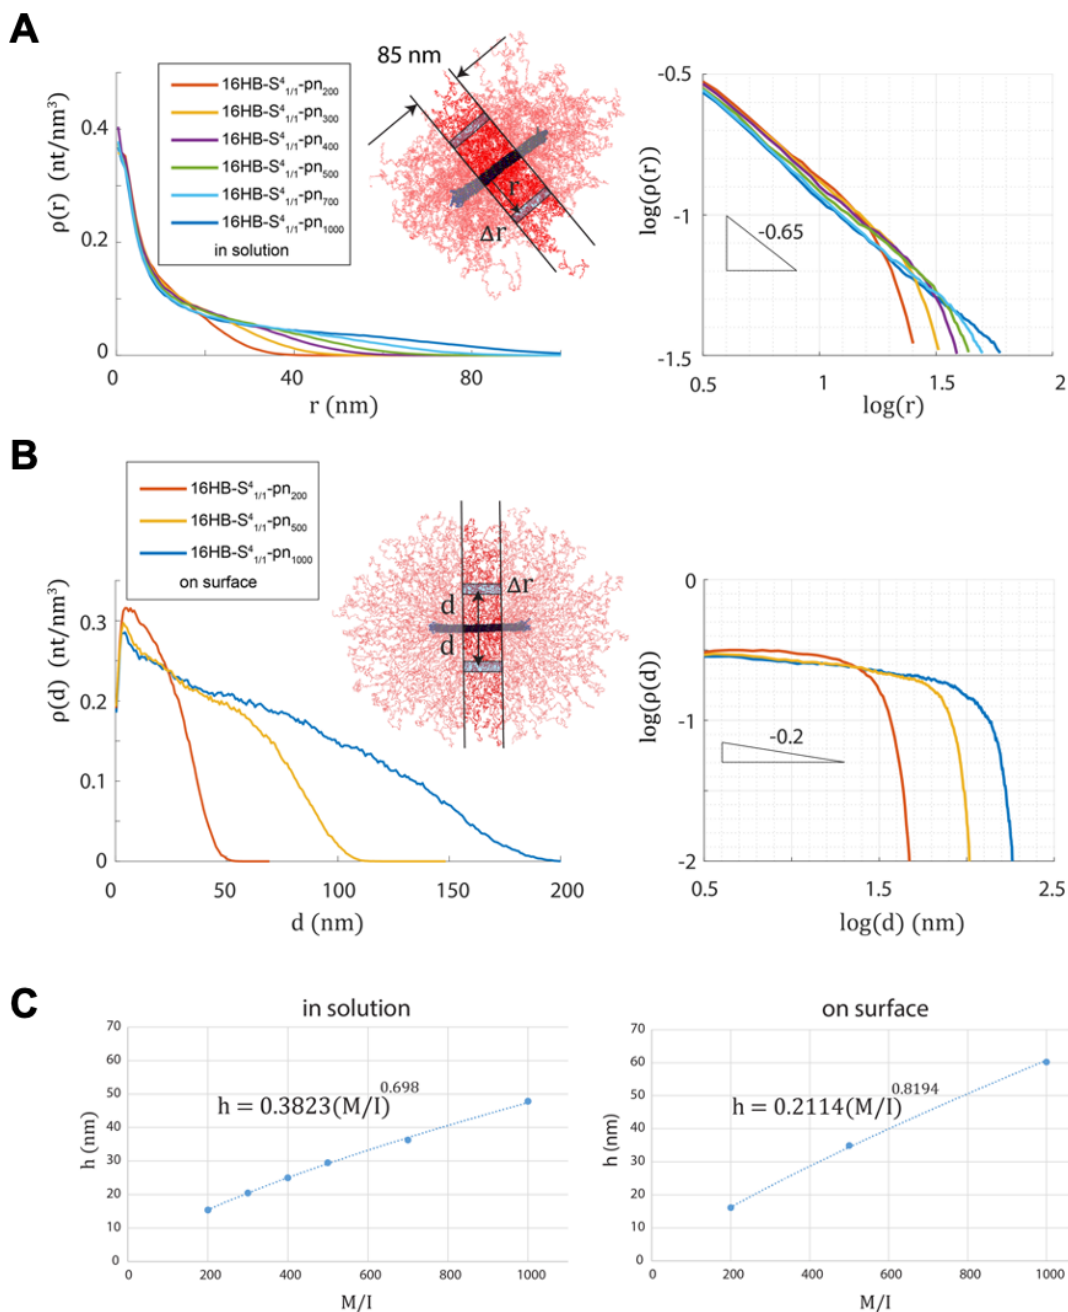 A
ρ(r) (nt/nm³)
0.4
0.2
0
0
40
80
r (nm)
16HB-S⁴₁/₁-pn₂₀₀
16HB-S⁴₁/₁-pn₃₀₀
16HB-S⁴₁/₁-pn₄₀₀
16HB-S⁴₁/₁-pn₅₀₀
16HB-S⁴₁/₁-pn₇₀₀
16HB-S⁴₁/₁-pn₁₀₀₀
in solution
85 nm
r
Δr
log(ρ(r))
-0.5
-1
-1.5
-0.65
0.5
1
1.5
2
log(r)
B
16HB-S⁴₁/₁-pn₂₀₀
16HB-S⁴₁/₁-pn₅₀₀
16HB-S⁴₁/₁-pn₁₀₀₀
on surface
ρ(d) (nt/nm³)
0.3
0.2
0.1
0
0
50
100
150
200
d (nm)
Δr
d
d
log(ρ(d))
0
-1
-2
-0.2
0.5
1.5
2.5
log(d) (nm)
C
in solution
h (nm)
70
60
50
40
30
20
10
0
h = 0.3823(M/I)^0.698
0
200
400
600
800
1000
M/I
on surface
h (nm)
70
60
50
40
30
20
10
0
h = 0.2114(M/I)^0.8194
0
200
400
600
800
1000
M/I